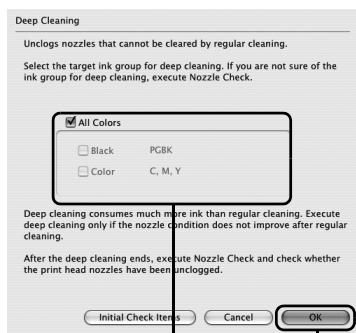 Deep Cleaning
Unclogs nozzles that cannot be cleared by regular cleaning.
Select the target ink group for deep cleaning. If you are not sure of the
ink group for deep cleaning, execute Nozzle Check.
All Colors
Black PGBK
Color C, M, Y
Deep cleaning consumes much more ink than regular cleaning. Execute
deep cleaning only if the nozzle condition does not improve after regular
cleaning.
After the deep cleaning ends, execute Nozzle Check and check whether
the print head nozzles have been unclogged.
Initial Check Items Cancel OK